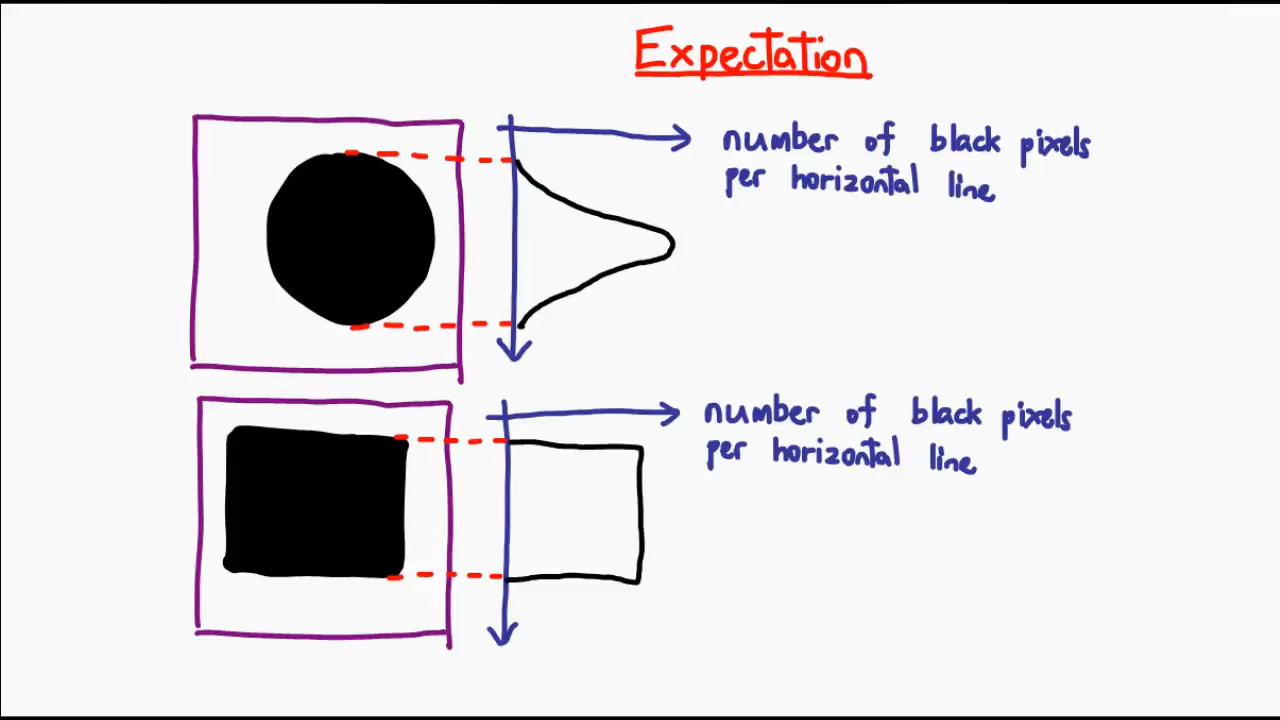 Expectation
number of black pixels
per horizontal line
number of black pixels
per horizontal line